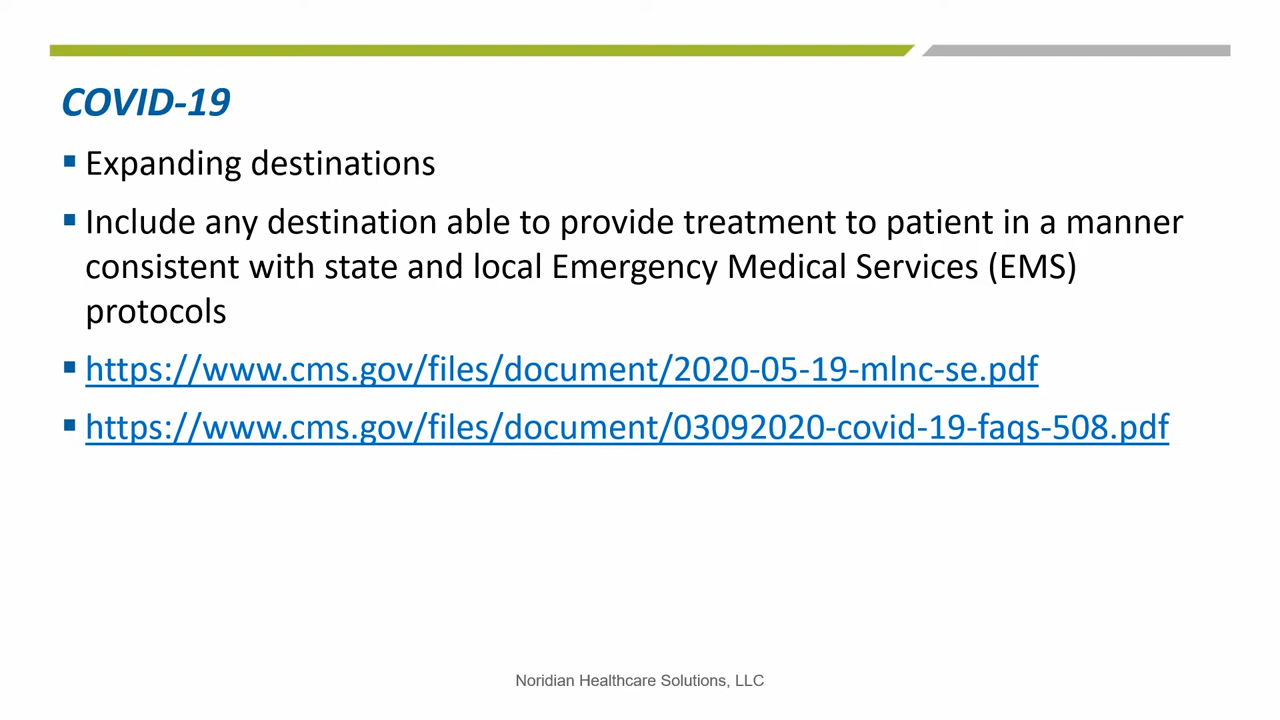 COVID-19
▪ Expanding destinations
▪ Include any destination able to provide treatment to patient in a manner
consistent with state and local Emergency Medical Services (EMS)
protocols
▪ https://www.cms.gov/files/document/2020-05-19-mlnc-se.pdf
▪ https://www.cms.gov/files/document/03092020-covid-19-faqs-508.pdf
Noridian Healthcare Solutions, LLC